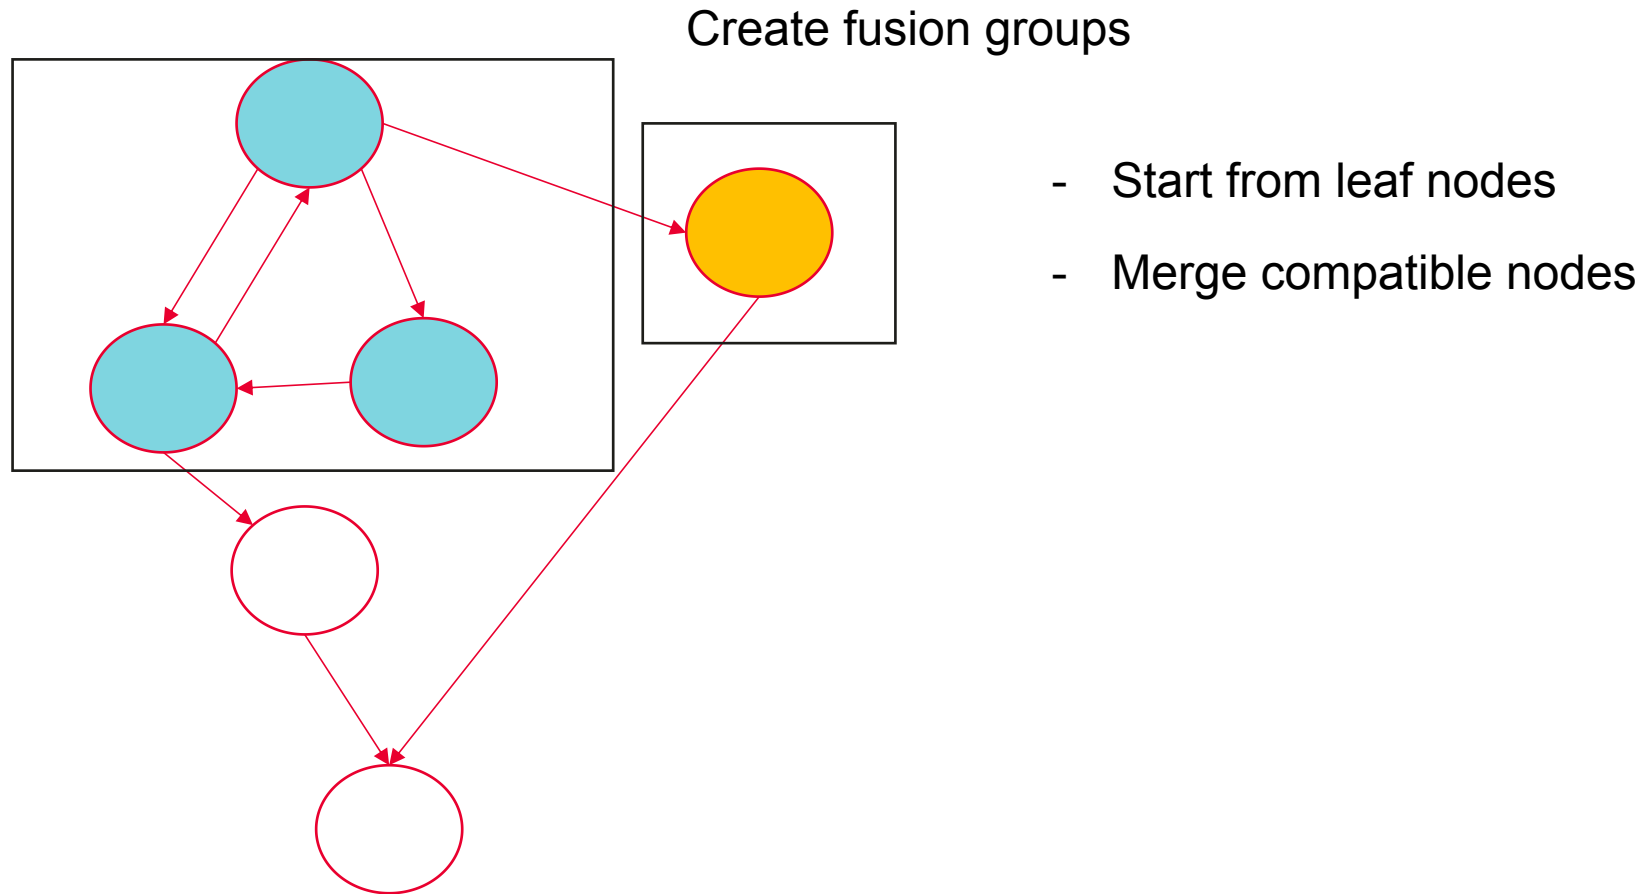 Create fusion groups
- Start from leaf nodes
- Merge compatible nodes